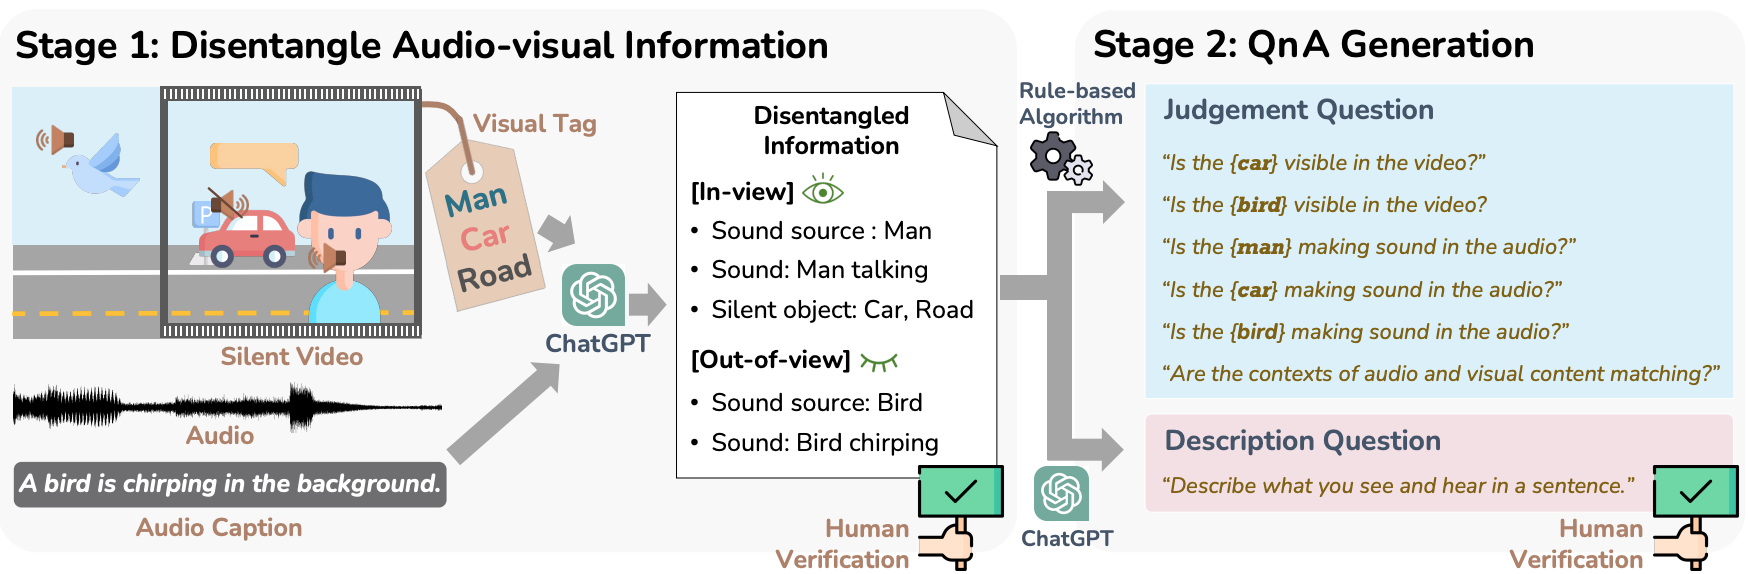 Stage 1: Disentangle Audio-visual Information
Visual Tag
P
Man
Car
Road
Silent Video
Audio
A bird is chirping in the background.
Audio Caption
ChatGPT
Disentangled
Information
[In-view]
• Sound source : Man
• Sound: Man talking
• Silent object: Car, Road
[Out-of-view]
• Sound source: Bird
• Sound: Bird chirping
Human
Verification
Rule-based
Algorithm
ChatGPT
Stage 2: QnA Generation
Judgement Question
“Is the {car} visible in the video?”
“Is the {bird} visible in the video?
“Is the {man} making sound in the audio?”
“Is the {car} making sound in the audio?”
“Is the {bird} making sound in the audio?”
“Are the contexts of audio and visual content matching?”
Description Question
“Describe what you see and hear in a sentence.”
Human
Verification